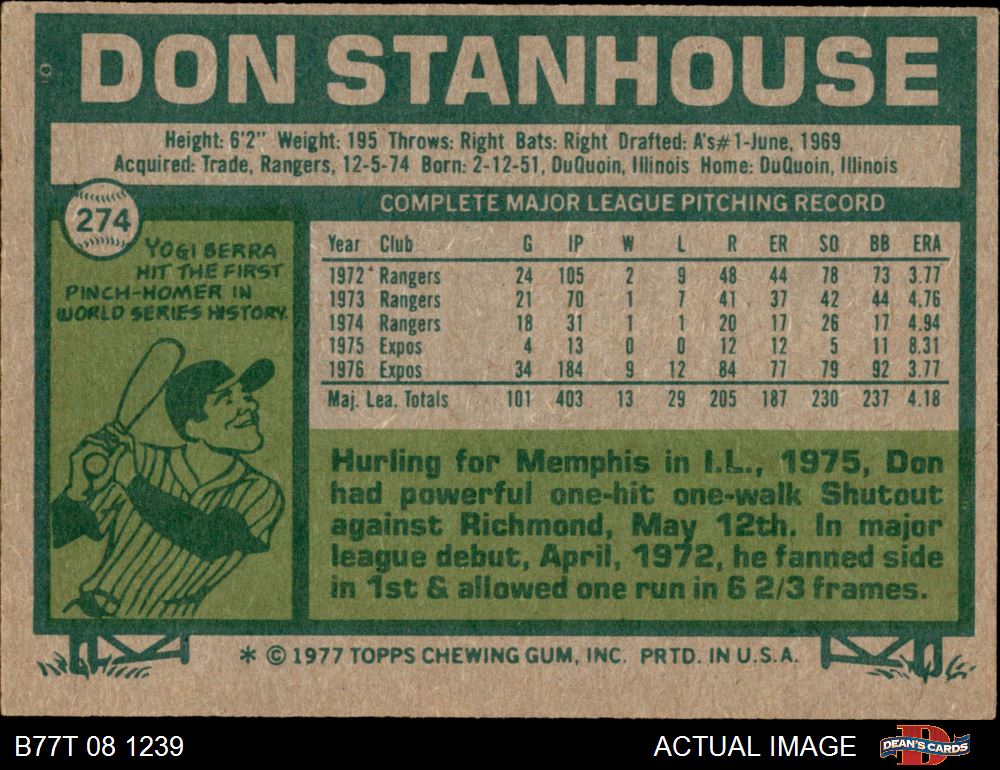 DON STANHOUSE
Height: 6'2" Weight: 195 Throws: Right Bats: Right Drafted: A's#1-June, 1969
Acquired: Trade, Rangers, 12-5-74 Born: 2-12-51, DuQuoin, Illinois Home: DuQuoin, Illinois
274
YOGI BERRA
HIT THE FIRST
PINCH-HOMER IN
WORLD SERIES HISTORY.
COMPLETE MAJOR LEAGUE PITCHING RECORD
Year Club G IP W L R ER SO BB ERA
1972* Rangers 24 105 2 9 48 44 78 73 3.77
1973 Rangers 21 70 1 7 41 37 42 44 4.76
1974 Rangers 18 31 1 1 20 17 26 17 4.94
1975 Expos 4 13 0 0 12 12 5 11 8.31
1976 Expos 34 184 9 12 84 77 79 92 3.77
Maj. Lea. Totals 101 403 13 29 205 187 230 237 4.18
Hurling for Memphis in I.L., 1975, Don
had powerful one-hit one-walk Shutout
against Richmond, May 12th. In major
league debut, April, 1972, he fanned side
in 1st & allowed one run in 6 2/3 frames.
* © 1977 TOPPS CHEWING GUM, INC. PRTD. IN U.S.A.
B77T 08 1239
ACTUAL IMAGE
DEAN'S CARDS